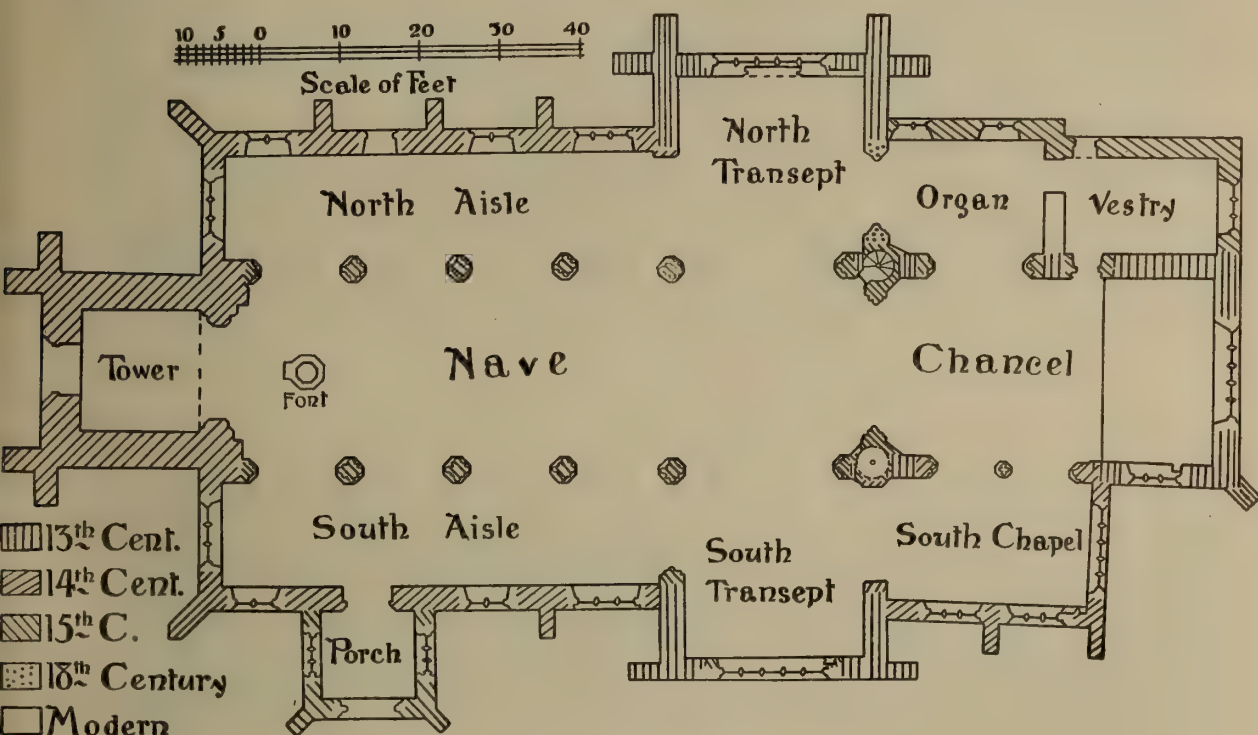 10 5 0 10 20 30 40
Scale of Feet
North
Transept
North Aisle
Organ
Vestry
Tower
Font
Nave
Chancel
South Aisle
South
Transept
South Chapel
Porch
13th Cent.
14th Cent.
15th C.
18th Century
Modern